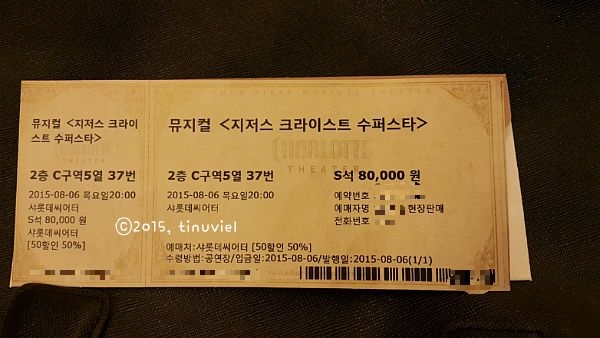 YOUR FIRST MUSICAL THEATER
뮤지컬 <지저스 크라이
스트 수퍼스타>
2층 C구역5열 37번
2015-08-06 목요일20:00
샤롯데씨어터
S석 80,000 원
샤롯데씨어터
[50할인 50%]
뮤지컬 <지저스 크라이스트 수퍼스타>
CHARLOTTE
THEATER
2층 C구역5열 37번
S석 80,000 원
2015-08-06 목요일20:00
샤롯데씨어터
예약번호
예매자명 현장판매
전화번호
예매처:샤롯데씨어터 [50할인 50%]
수령방법:공연장/입금일:2015-08-06/발행일:2015-08-06(1/1)
©2015, tinuviel